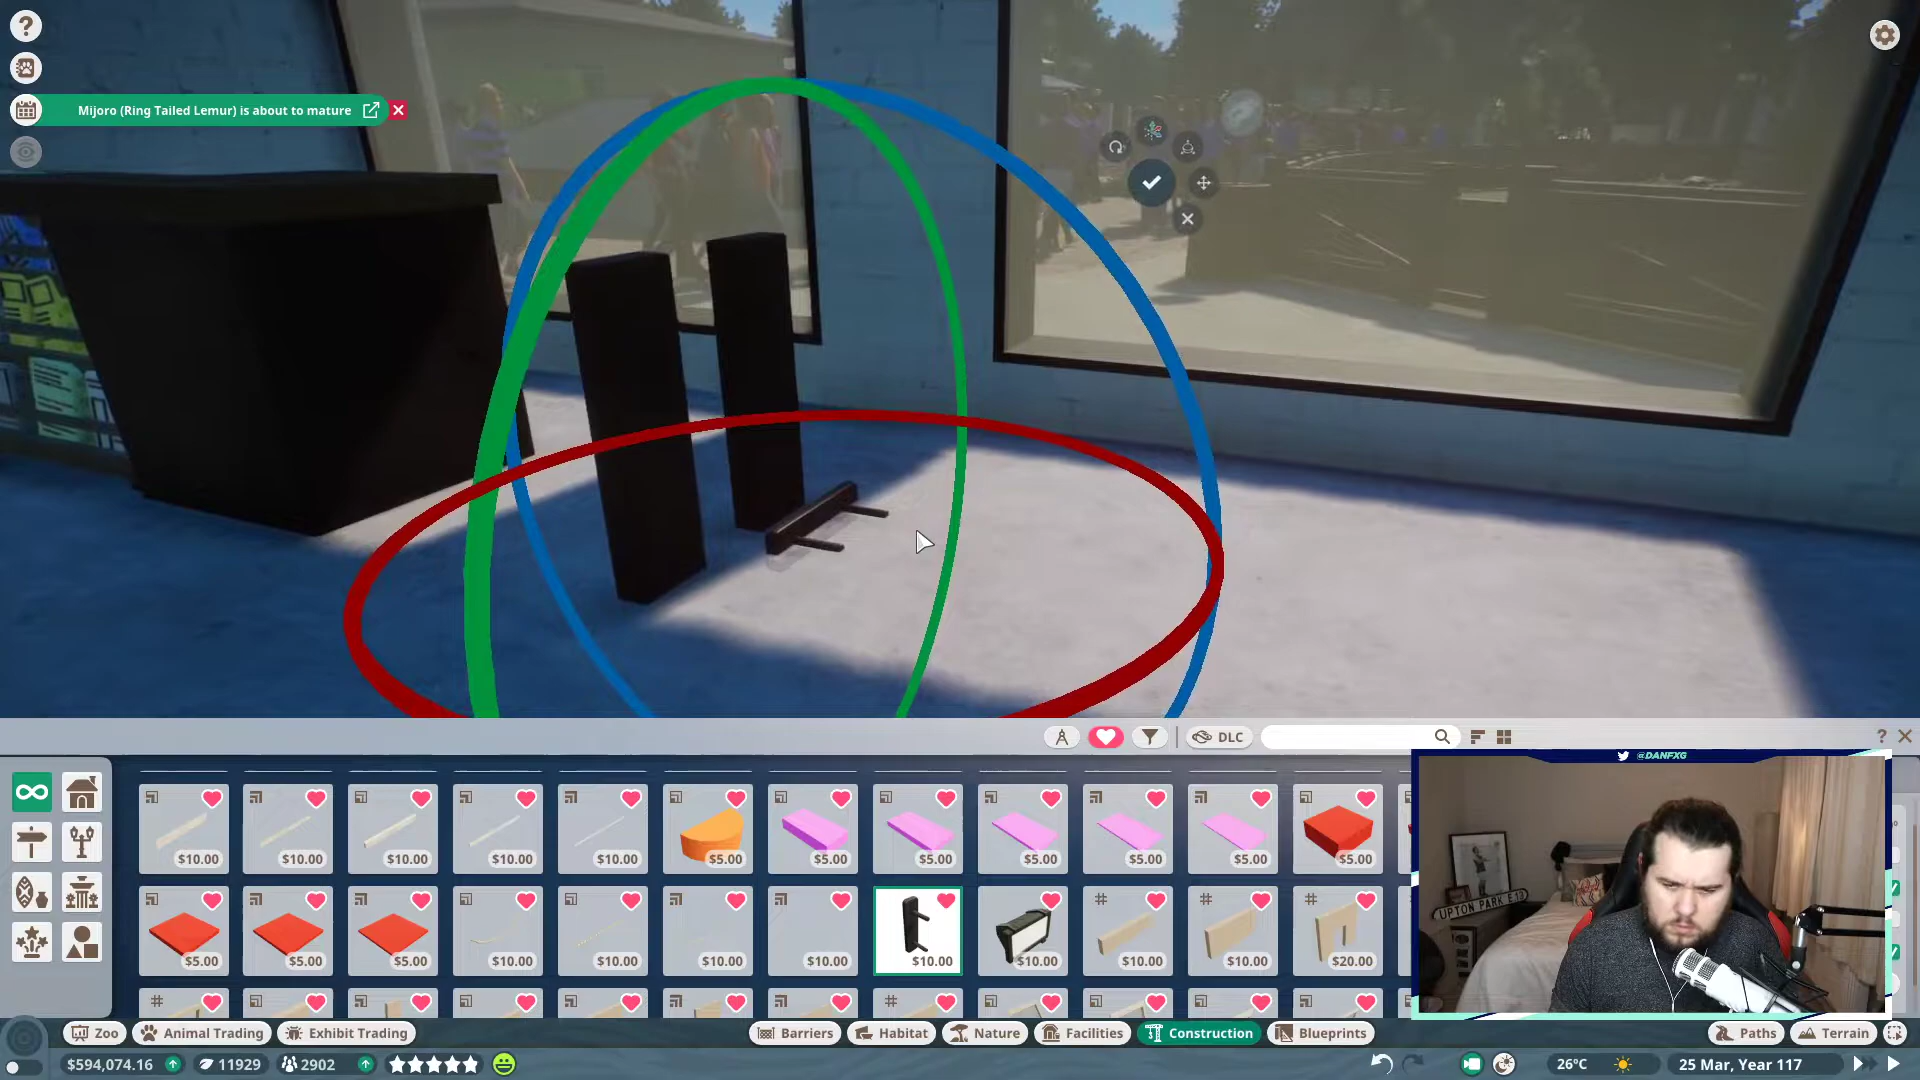 ?
Mijoro (Ring Tailed Lemur) is about to mature
DLC
?
@DANFXG
UPTON PARK E.13
$10.00 $10.00 $10.00 $10.00 $10.00 $5.00 $5.00 $5.00 $5.00 $5.00 $5.00 $5.00
$5.00 $5.00 $5.00 $10.00 $10.00 $10.00 $10.00 $10.00 $10.00 $10.00 $10.00 $20.00
Zoo Animal Trading Exhibit Trading Barriers Habitat Nature Facilities Construction Blueprints Paths Terrain
$594,074.16 11929 2902 26°C 25 Mar, Year 117